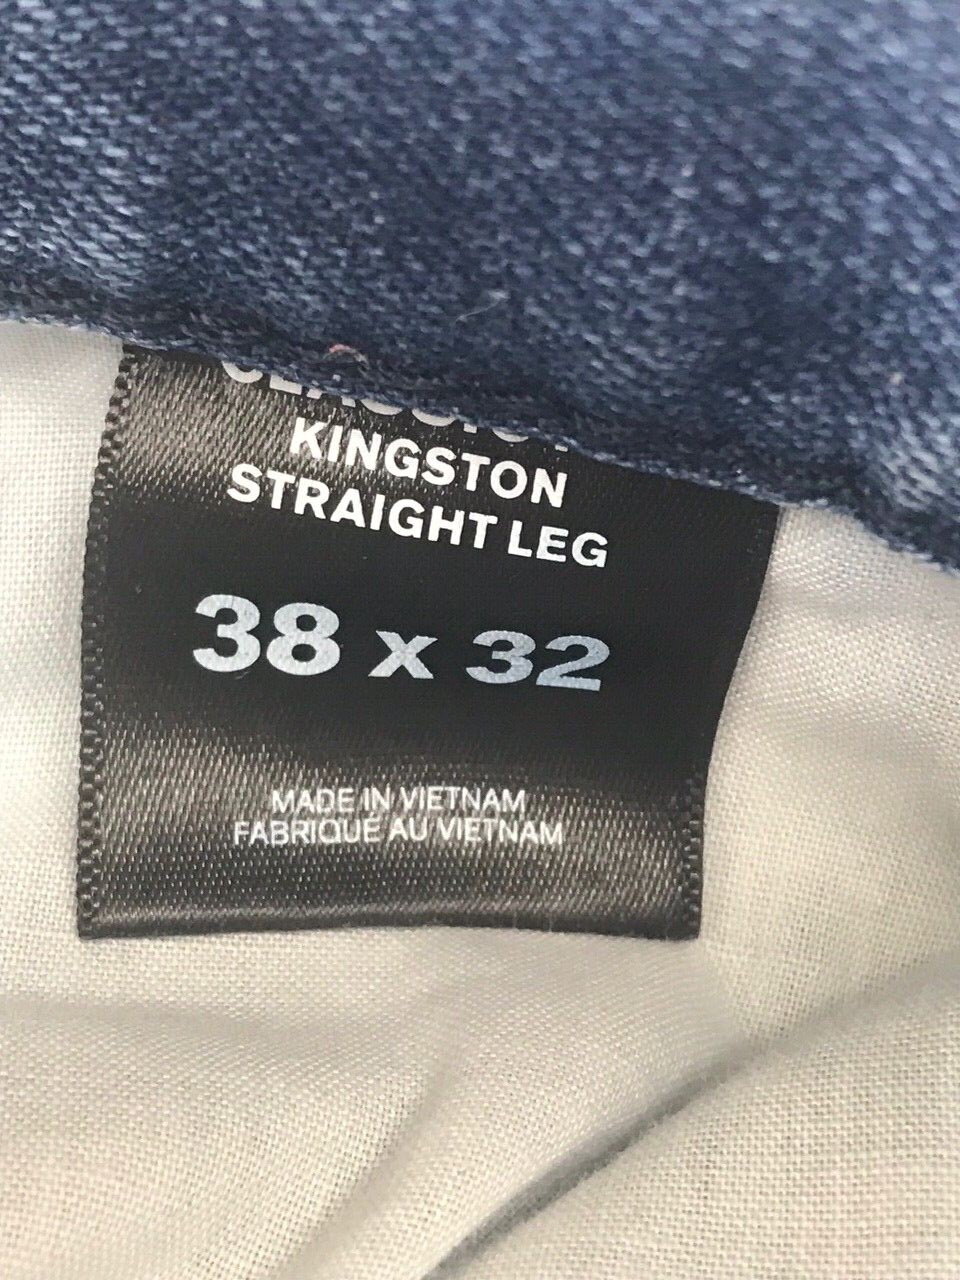 KINGSTON
STRAIGHT LEG
38 x 32
MADE IN VIETNAM
FABRIQUÉ AU VIETNAM